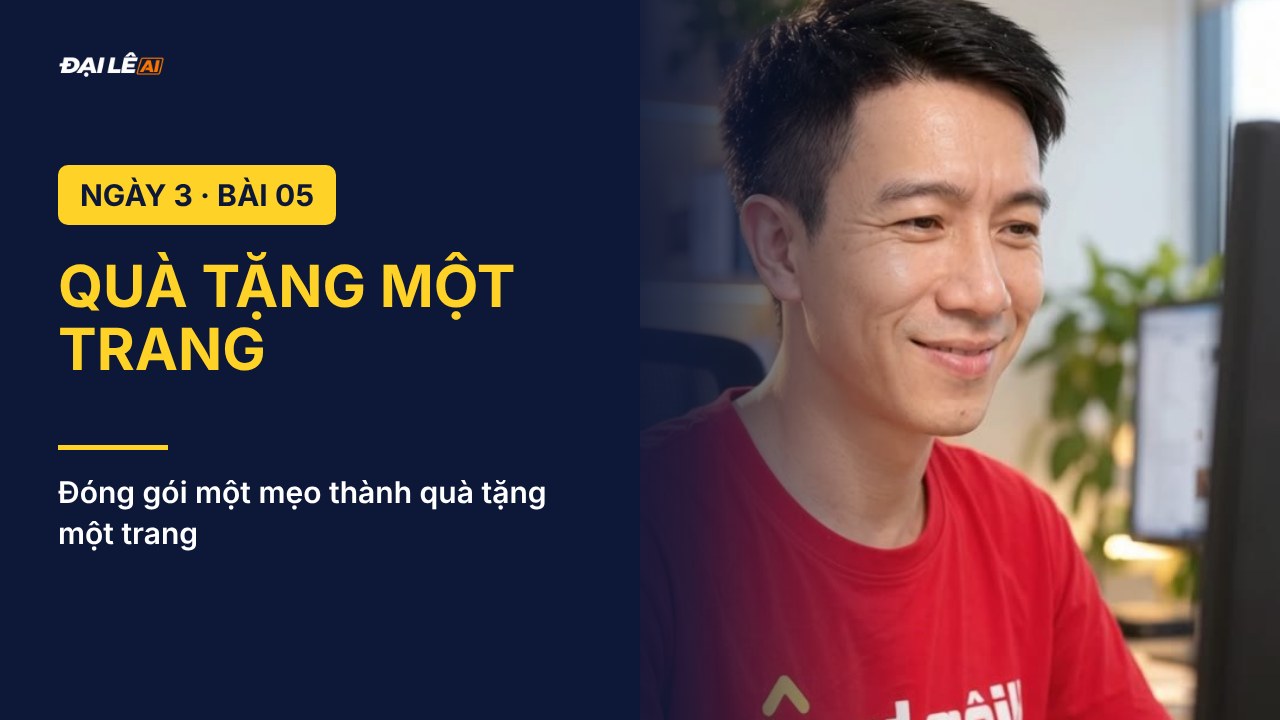 ĐẠI LÊ AI
NGÀY 3 · BÀI 05
QUÀ TẶNG MỘT
TRANG
Đóng gói một mẹo thành quà tặng
một trang